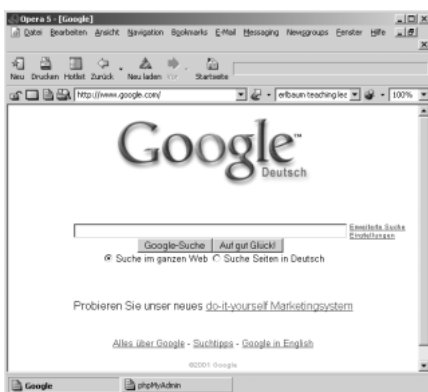 Opera 5 - [Google]
Datei Bearbeiten Ansicht Navigation Bookmarks E-Mail Messaging Newsgroups Fenster Hilfe
Neu Drucken Hotlist Zurück Neu laden Vor Startseite
http://www.google.com/ 100%
Google™
Deutsch
Erweiterte Suche
Einstellungen
Google-Suche Auf gut Glück!
Suche im ganzen Web Suche Seiten in Deutsch
Probieren Sie unser neues do-it-yourself Marketingsystem
Alles über Google - Suchtipps - Google in English
©2001 Google
Google phpMyAdmin